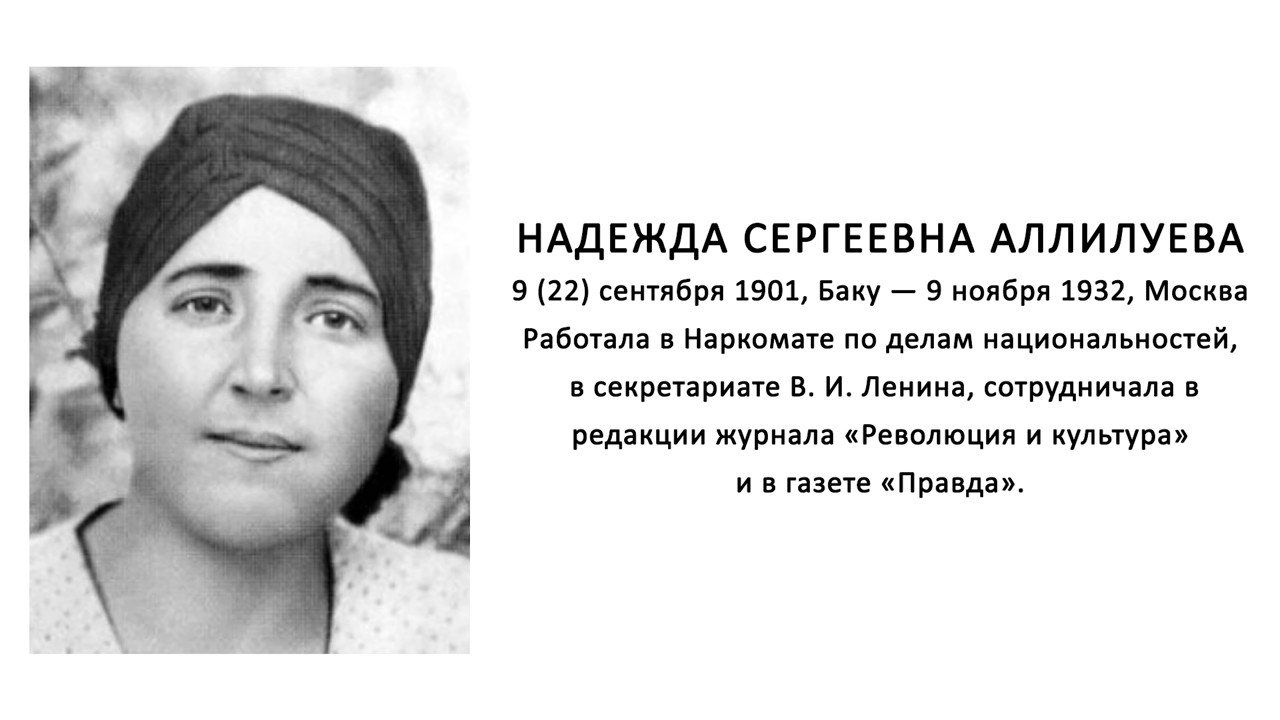 НАДЕЖДА СЕРГЕЕВНА АЛЛИЛУЕВА
9 (22) сентября 1901, Баку — 9 ноября 1932, Москва
Работала в Наркомате по делам национальностей,
в секретариате В. И. Ленина, сотрудничала в
редакции журнала «Революция и культура»
и в газете «Правда».